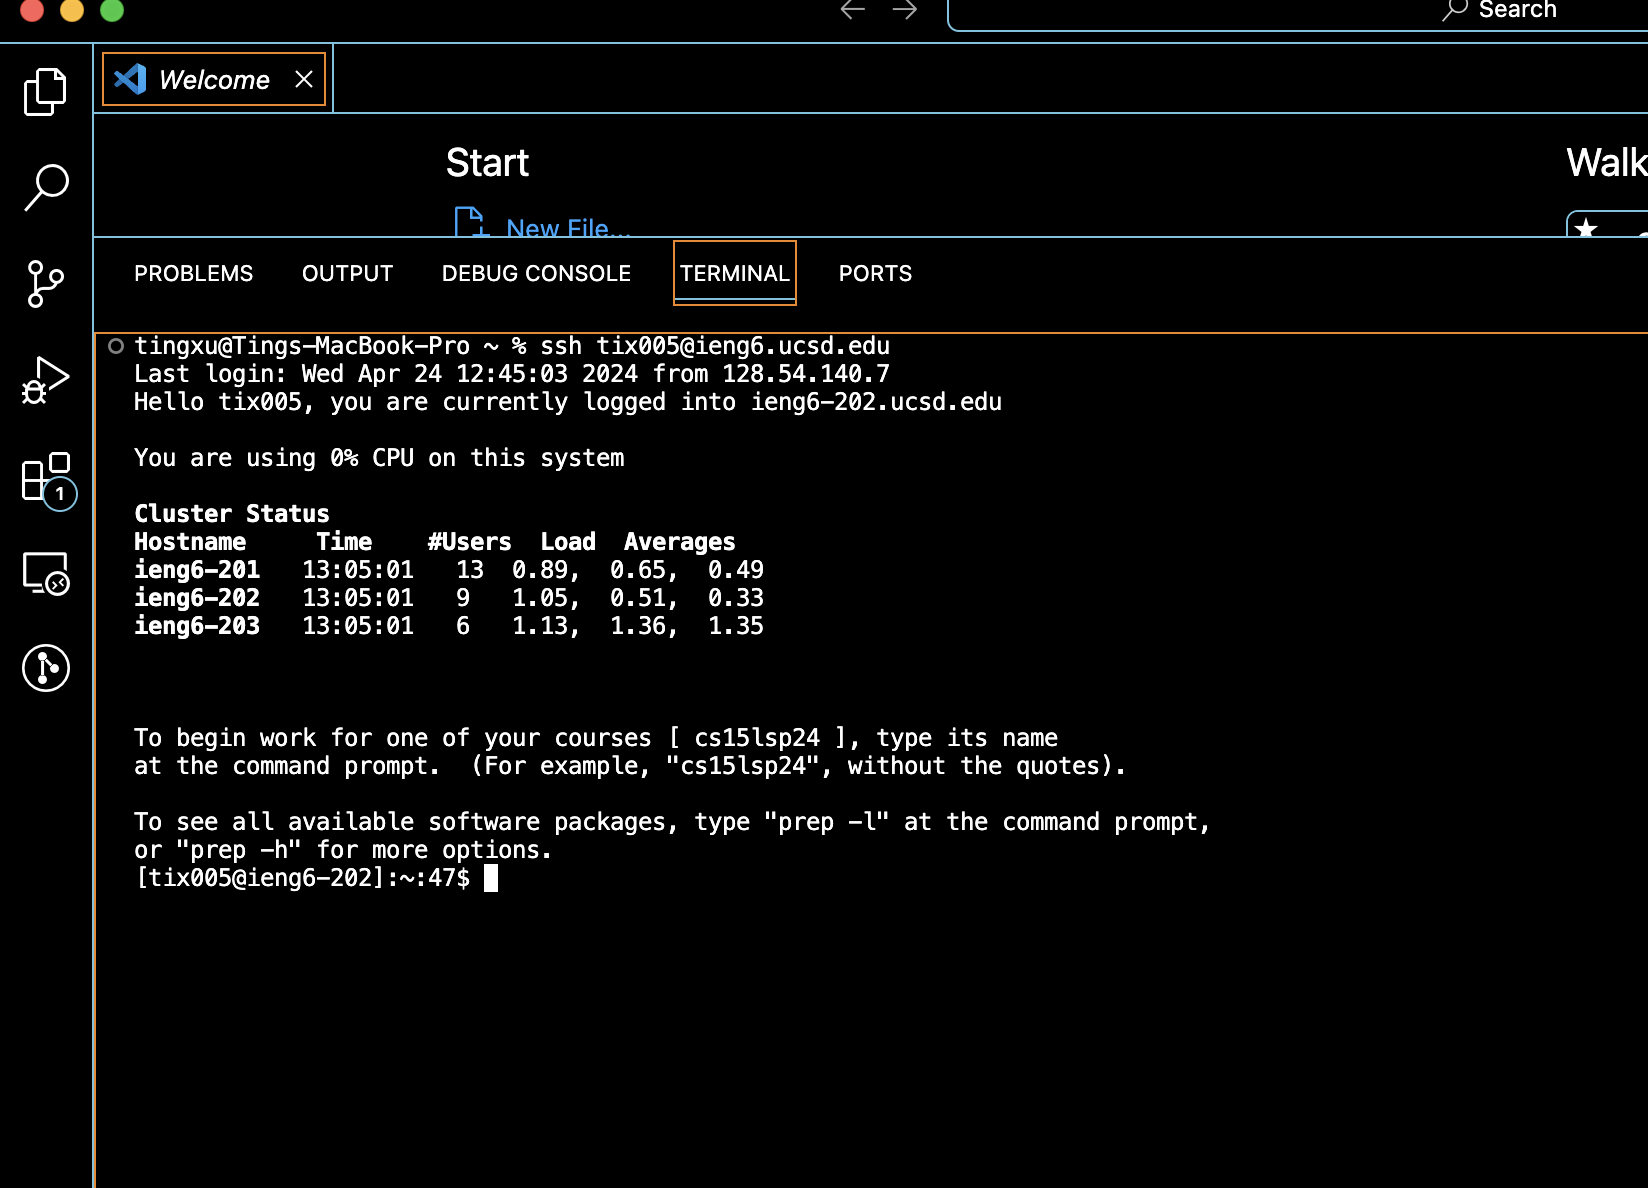 Search
Welcome
Start
Walk
New File...
PROBLEMS OUTPUT DEBUG CONSOLE TERMINAL PORTS
1
tingxu@Tings-MacBook-Pro ~ % ssh tix005@ieng6.ucsd.edu
Last login: Wed Apr 24 12:45:03 2024 from 128.54.140.7
Hello tix005, you are currently logged into ieng6-202.ucsd.edu
You are using 0% CPU on this system
Cluster Status
Hostname Time #Users Load Averages
ieng6-201 13:05:01 13 0.89, 0.65, 0.49
ieng6-202 13:05:01 9 1.05, 0.51, 0.33
ieng6-203 13:05:01 6 1.13, 1.36, 1.35
To begin work for one of your courses [ cs15lsp24 ], type its name
at the command prompt. (For example, "cs15lsp24", without the quotes).
To see all available software packages, type "prep -l" at the command prompt,
or "prep -h" for more options.
[tix005@ieng6-202]:~:47$